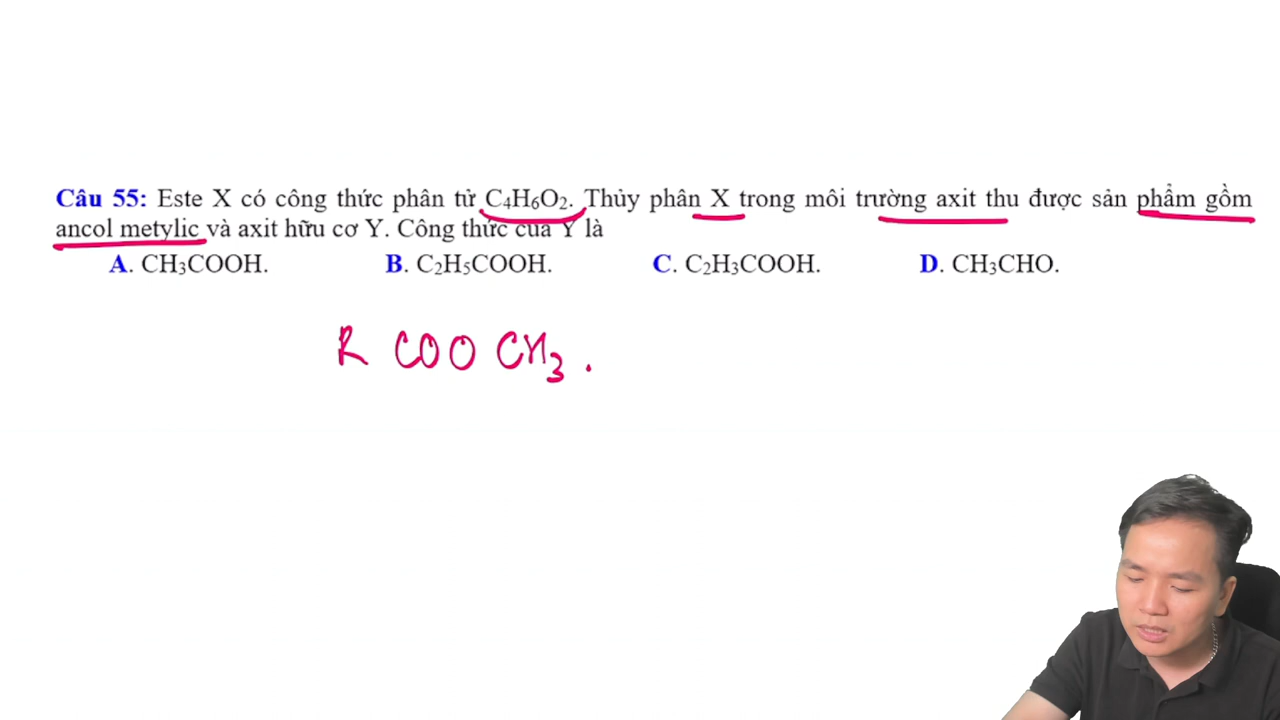 Câu 55: Este X có công thức phân tử C₄H₆O₂. Thủy phân X trong môi trường axit thu được sản phẩm gồm
ancol metylic và axit hữu cơ Y. Công thức của Y là
A. CH₃COOH. B. C₂H₅COOH. C. C₂H₃COOH. D. CH₃CHO.
R COO CH₃.